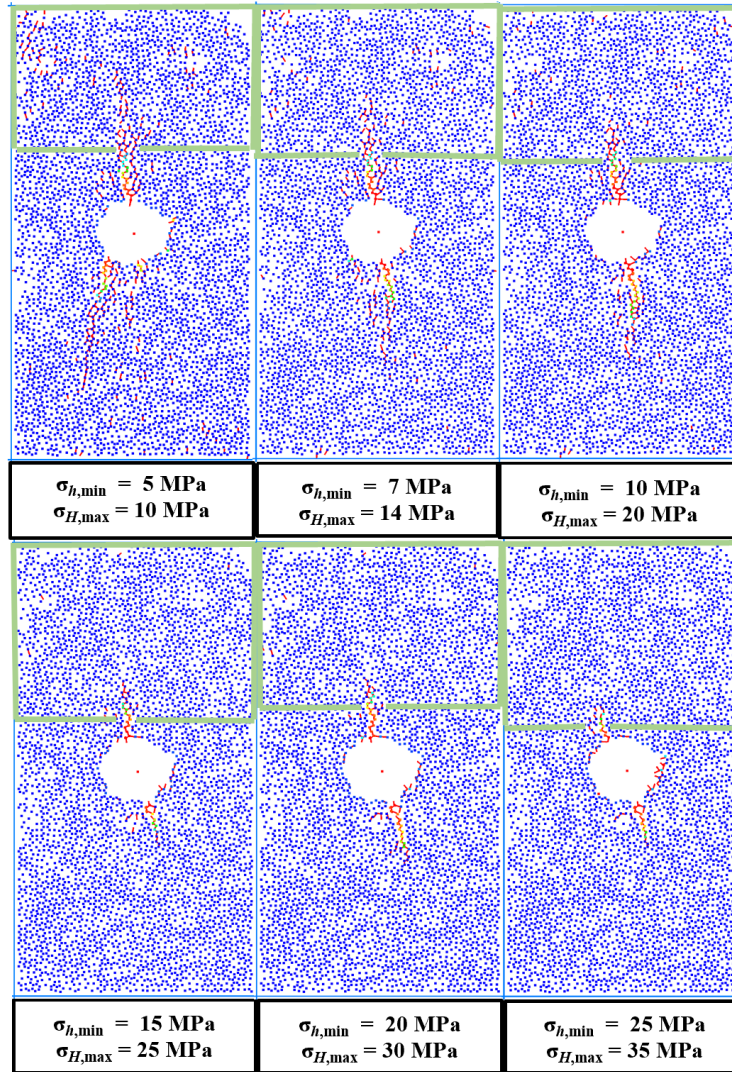 σh,min = 5 MPa
σH,max = 10 MPa
σh,min = 7 MPa
σH,max = 14 MPa
σh,min = 10 MPa
σH,max = 20 MPa
σh,min = 15 MPa
σH,max = 25 MPa
σh,min = 20 MPa
σH,max = 30 MPa
σh,min = 25 MPa
σH,max = 35 MPa